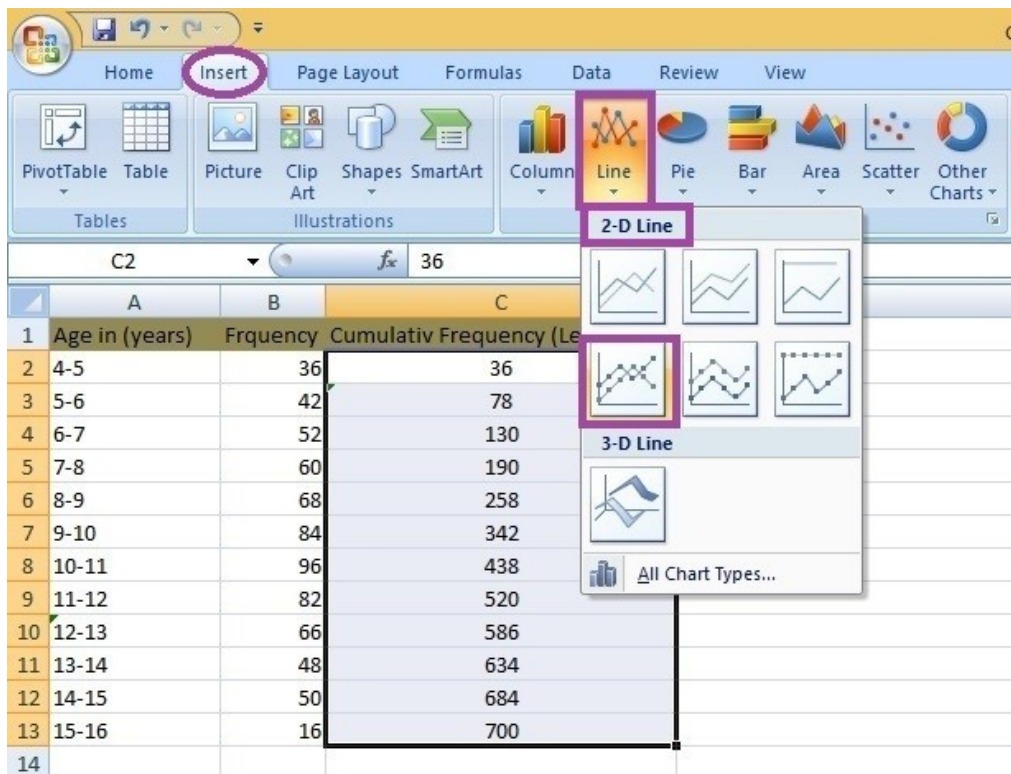 Home Insert Page Layout Formulas Data Review View
PivotTable Table Picture Clip Art Shapes SmartArt Column Line Pie Bar Area Scatter Other Charts
Tables Illustrations
2-D Line
C2 fx 36
A B C
1 Age in (years) Frquency Cumulativ Frequency (Le
2 4-5 36 36
3 5-6 42 78
4 6-7 52 130
3-D Line
5 7-8 60 190
6 8-9 68 258
7 9-10 84 342
8 10-11 96 438
All Chart Types...
9 11-12 82 520
10 12-13 66 586
11 13-14 48 634
12 14-15 50 684
13 15-16 16 700
14